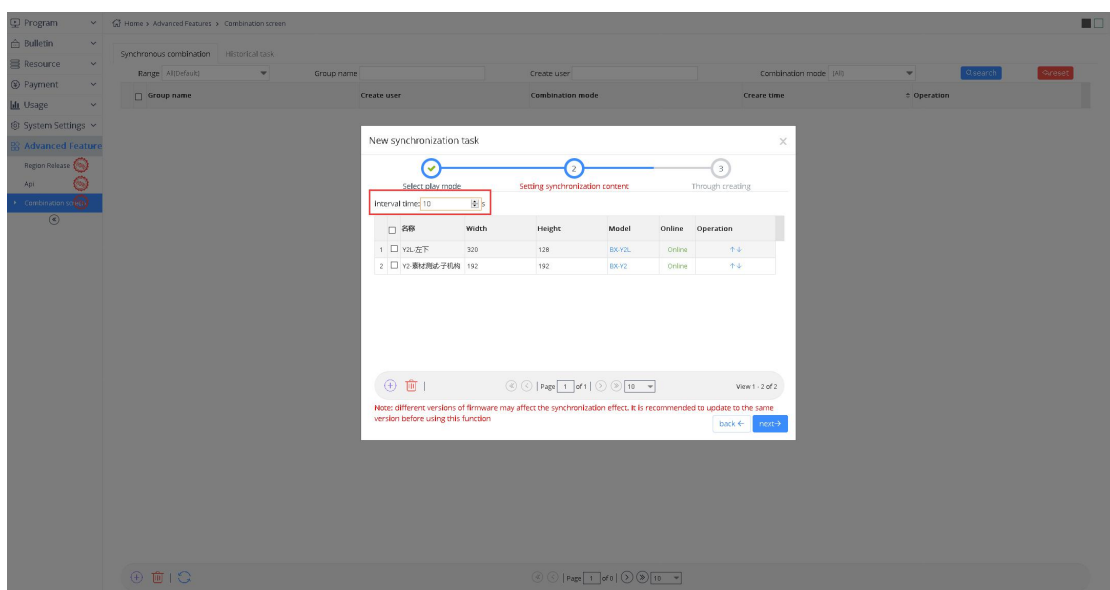 Program
Home > Advanced Features > Combination screen
Bulletin
Synchronous combination Historical task
Resource
Range All(Default) Group name Create user Combination mode (All) search reset
Payment
Group name Create user Combination mode Creare time Operation
Usage
System Settings
Advanced Feature
Region Release
Api
Combination screen
New synchronization task X
2 3
Select play mode Setting synchronization content Through creating
Interval time: 10 s
名称 Width Height Model Online Operation
1 Y2L-左下 320 128 BX-Y2L Online ↑↓
2 Y2-素材测试-子机构 192 192 BX-Y2 Online ↑↓
Page 1 of 1 10 View 1 - 2 of 2
Note: different versions of firmware may affect the synchronization effect. It is recommended to update to the same
version before using this function
back ← next→
Page 1 of 0 10